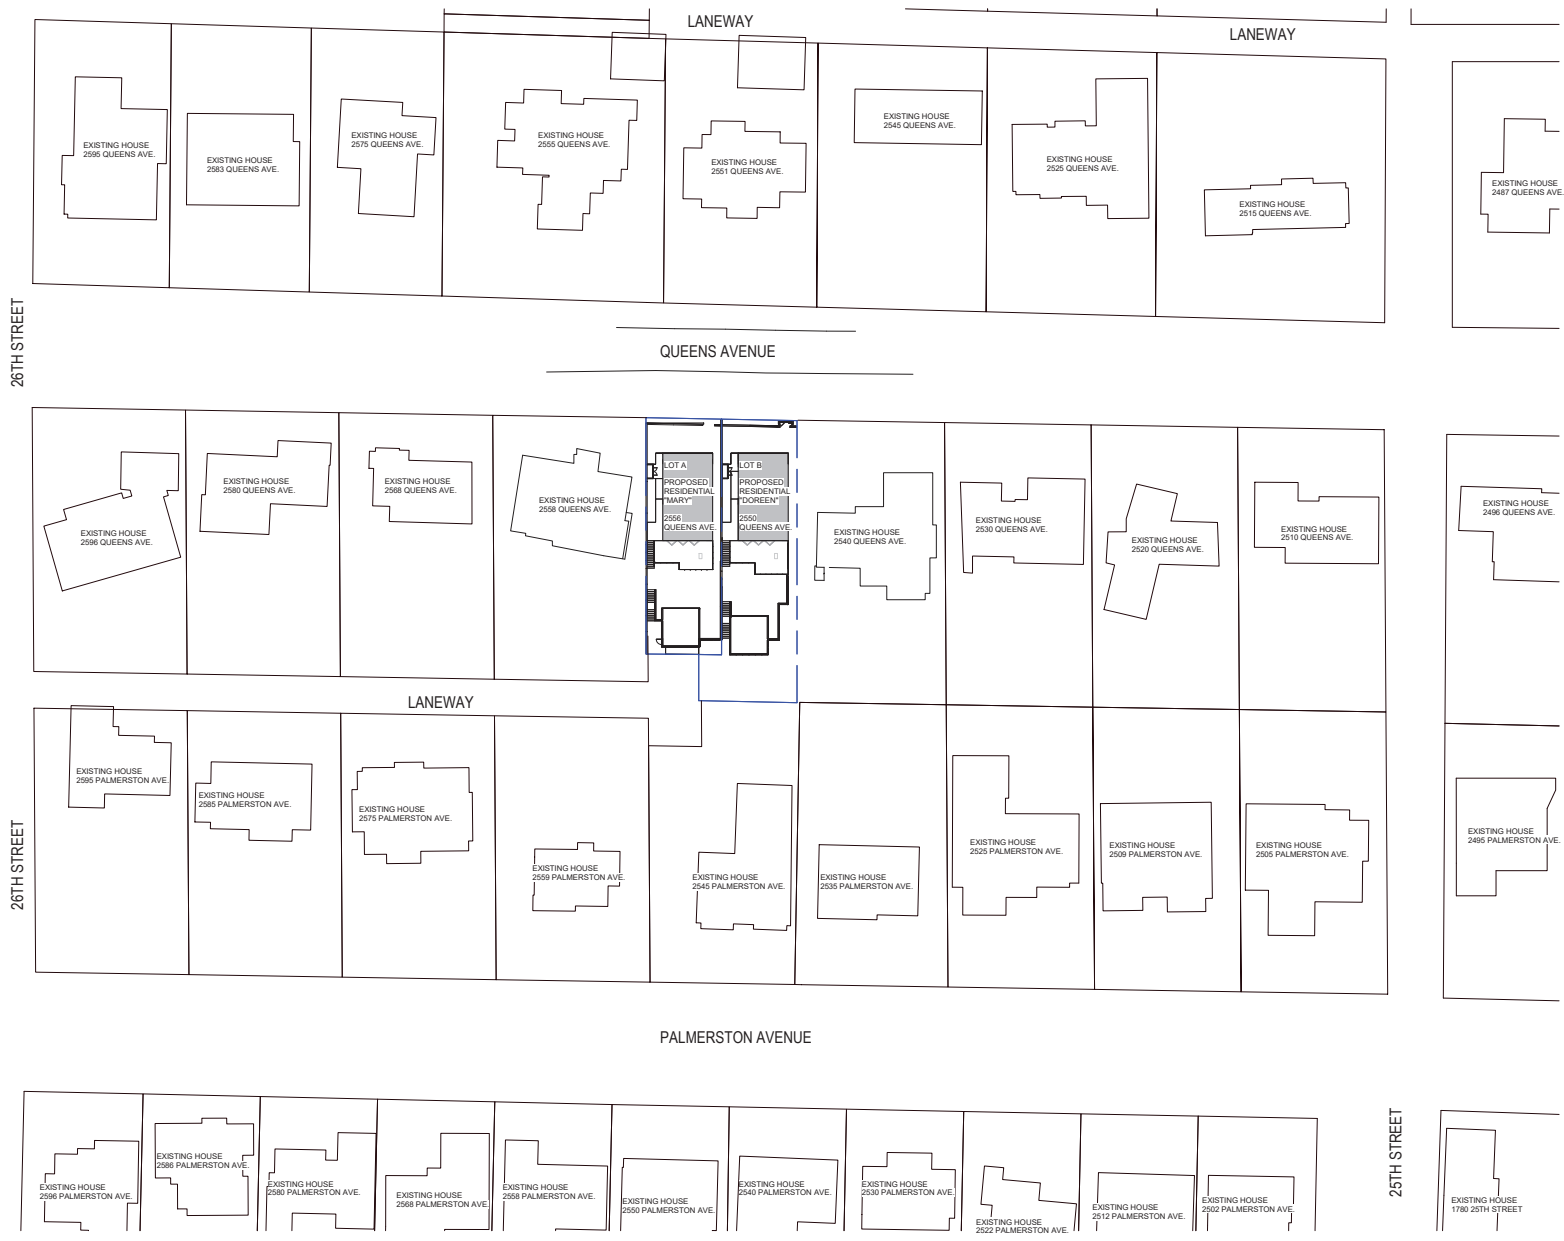 LANEWAY
LANEWAY
EXISTING HOUSE
2595 QUEENS AVE.
EXISTING HOUSE
2583 QUEENS AVE.
EXISTING HOUSE
2575 QUEENS AVE.
EXISTING HOUSE
2555 QUEENS AVE.
EXISTING HOUSE
2551 QUEENS AVE.
EXISTING HOUSE
2545 QUEENS AVE.
EXISTING HOUSE
2525 QUEENS AVE.
EXISTING HOUSE
2515 QUEENS AVE.
EXISTING HOUSE
2487 QUEENS AVE.
26TH STREET
QUEENS AVENUE
EXISTING HOUSE
2596 QUEENS AVE.
EXISTING HOUSE
2580 QUEENS AVE.
EXISTING HOUSE
2568 QUEENS AVE.
EXISTING HOUSE
2558 QUEENS AVE.
LOT A
PROPOSED
RESIDENTIAL
"MARY"
2556
QUEENS AVE.
LOT B
PROPOSED
RESIDENTIAL
"DOREEN"
2550
QUEENS AVE.
EXISTING HOUSE
2540 QUEENS AVE.
EXISTING HOUSE
2530 QUEENS AVE.
EXISTING HOUSE
2520 QUEENS AVE.
EXISTING HOUSE
2510 QUEENS AVE.
EXISTING HOUSE
2496 QUEENS AVE.
LANEWAY
26TH STREET
EXISTING HOUSE
2595 PALMERSTON AVE.
EXISTING HOUSE
2585 PALMERSTON AVE.
EXISTING HOUSE
2575 PALMERSTON AVE.
EXISTING HOUSE
2559 PALMERSTON AVE.
EXISTING HOUSE
2545 PALMERSTON AVE.
EXISTING HOUSE
2535 PALMERSTON AVE.
EXISTING HOUSE
2525 PALMERSTON AVE.
EXISTING HOUSE
2509 PALMERSTON AVE.
EXISTING HOUSE
2505 PALMERSTON AVE.
EXISTING HOUSE
2495 PALMERSTON AVE.
PALMERSTON AVENUE
25TH STREET
EXISTING HOUSE
2596 PALMERSTON AVE.
EXISTING HOUSE
2586 PALMERSTON AVE.
EXISTING HOUSE
2580 PALMERSTON AVE.
EXISTING HOUSE
2568 PALMERSTON AVE.
EXISTING HOUSE
2558 PALMERSTON AVE.
EXISTING HOUSE
2550 PALMERSTON AVE.
EXISTING HOUSE
2540 PALMERSTON AVE.
EXISTING HOUSE
2530 PALMERSTON AVE.
EXISTING HOUSE
2522 PALMERSTON AVE.
EXISTING HOUSE
2512 PALMERSTON AVE.
EXISTING HOUSE
2502 PALMERSTON AVE.
EXISTING HOUSE
1780 25TH STREET